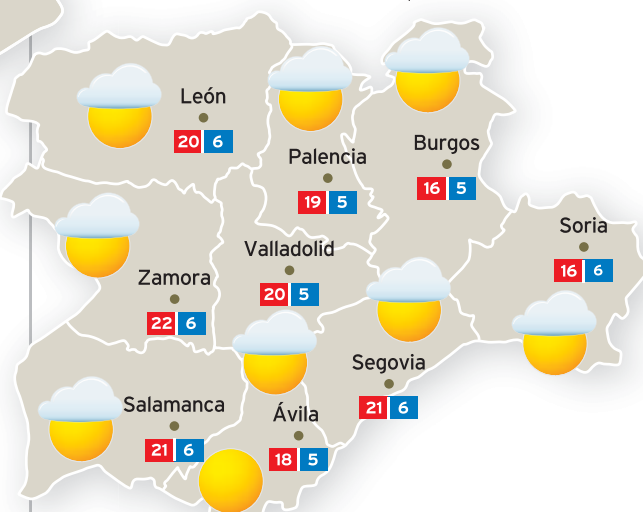 León
20 6
Palencia
19 5
Burgos
16 5
Soria
16 6
Zamora
22 6
Valladolid
20 5
Segovia
21 6
Salamanca
21 6
Ávila
18 5